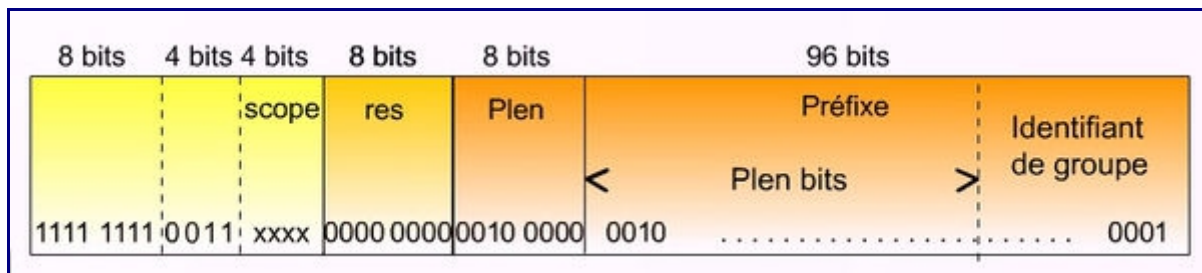 8 bits 4 bits 4 bits 8 bits 8 bits 96 bits
scope res Plen Préfixe Identifiant
de groupe
< Plen bits >
1111 1111 0011 xxxx 0000 0000 0010 0000 0010 ........................ 0001